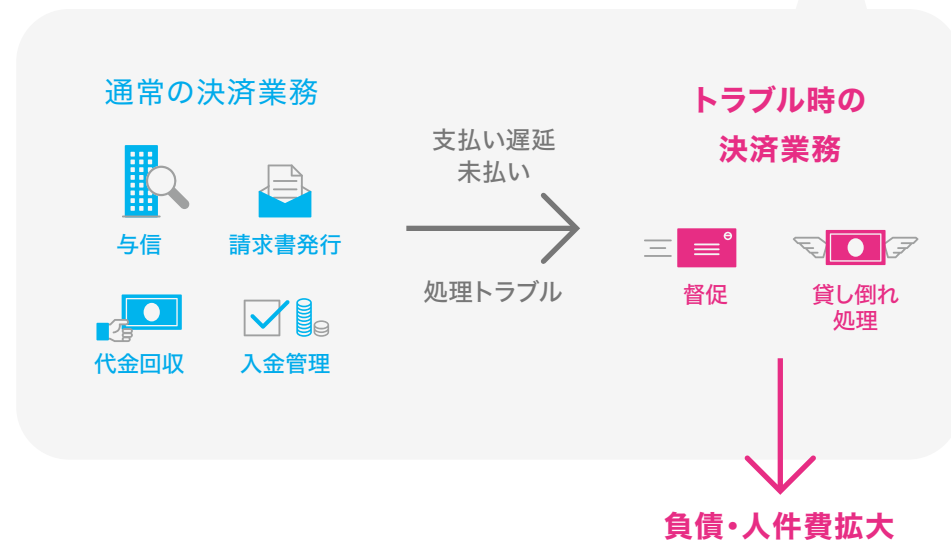 通常の決済業務
与信
請求書発行
代金回収
入金管理
支払い遅延
未払い
処理トラブル
トラブル時の
決済業務
督促
貸し倒れ
処理
負債・人件費拡大